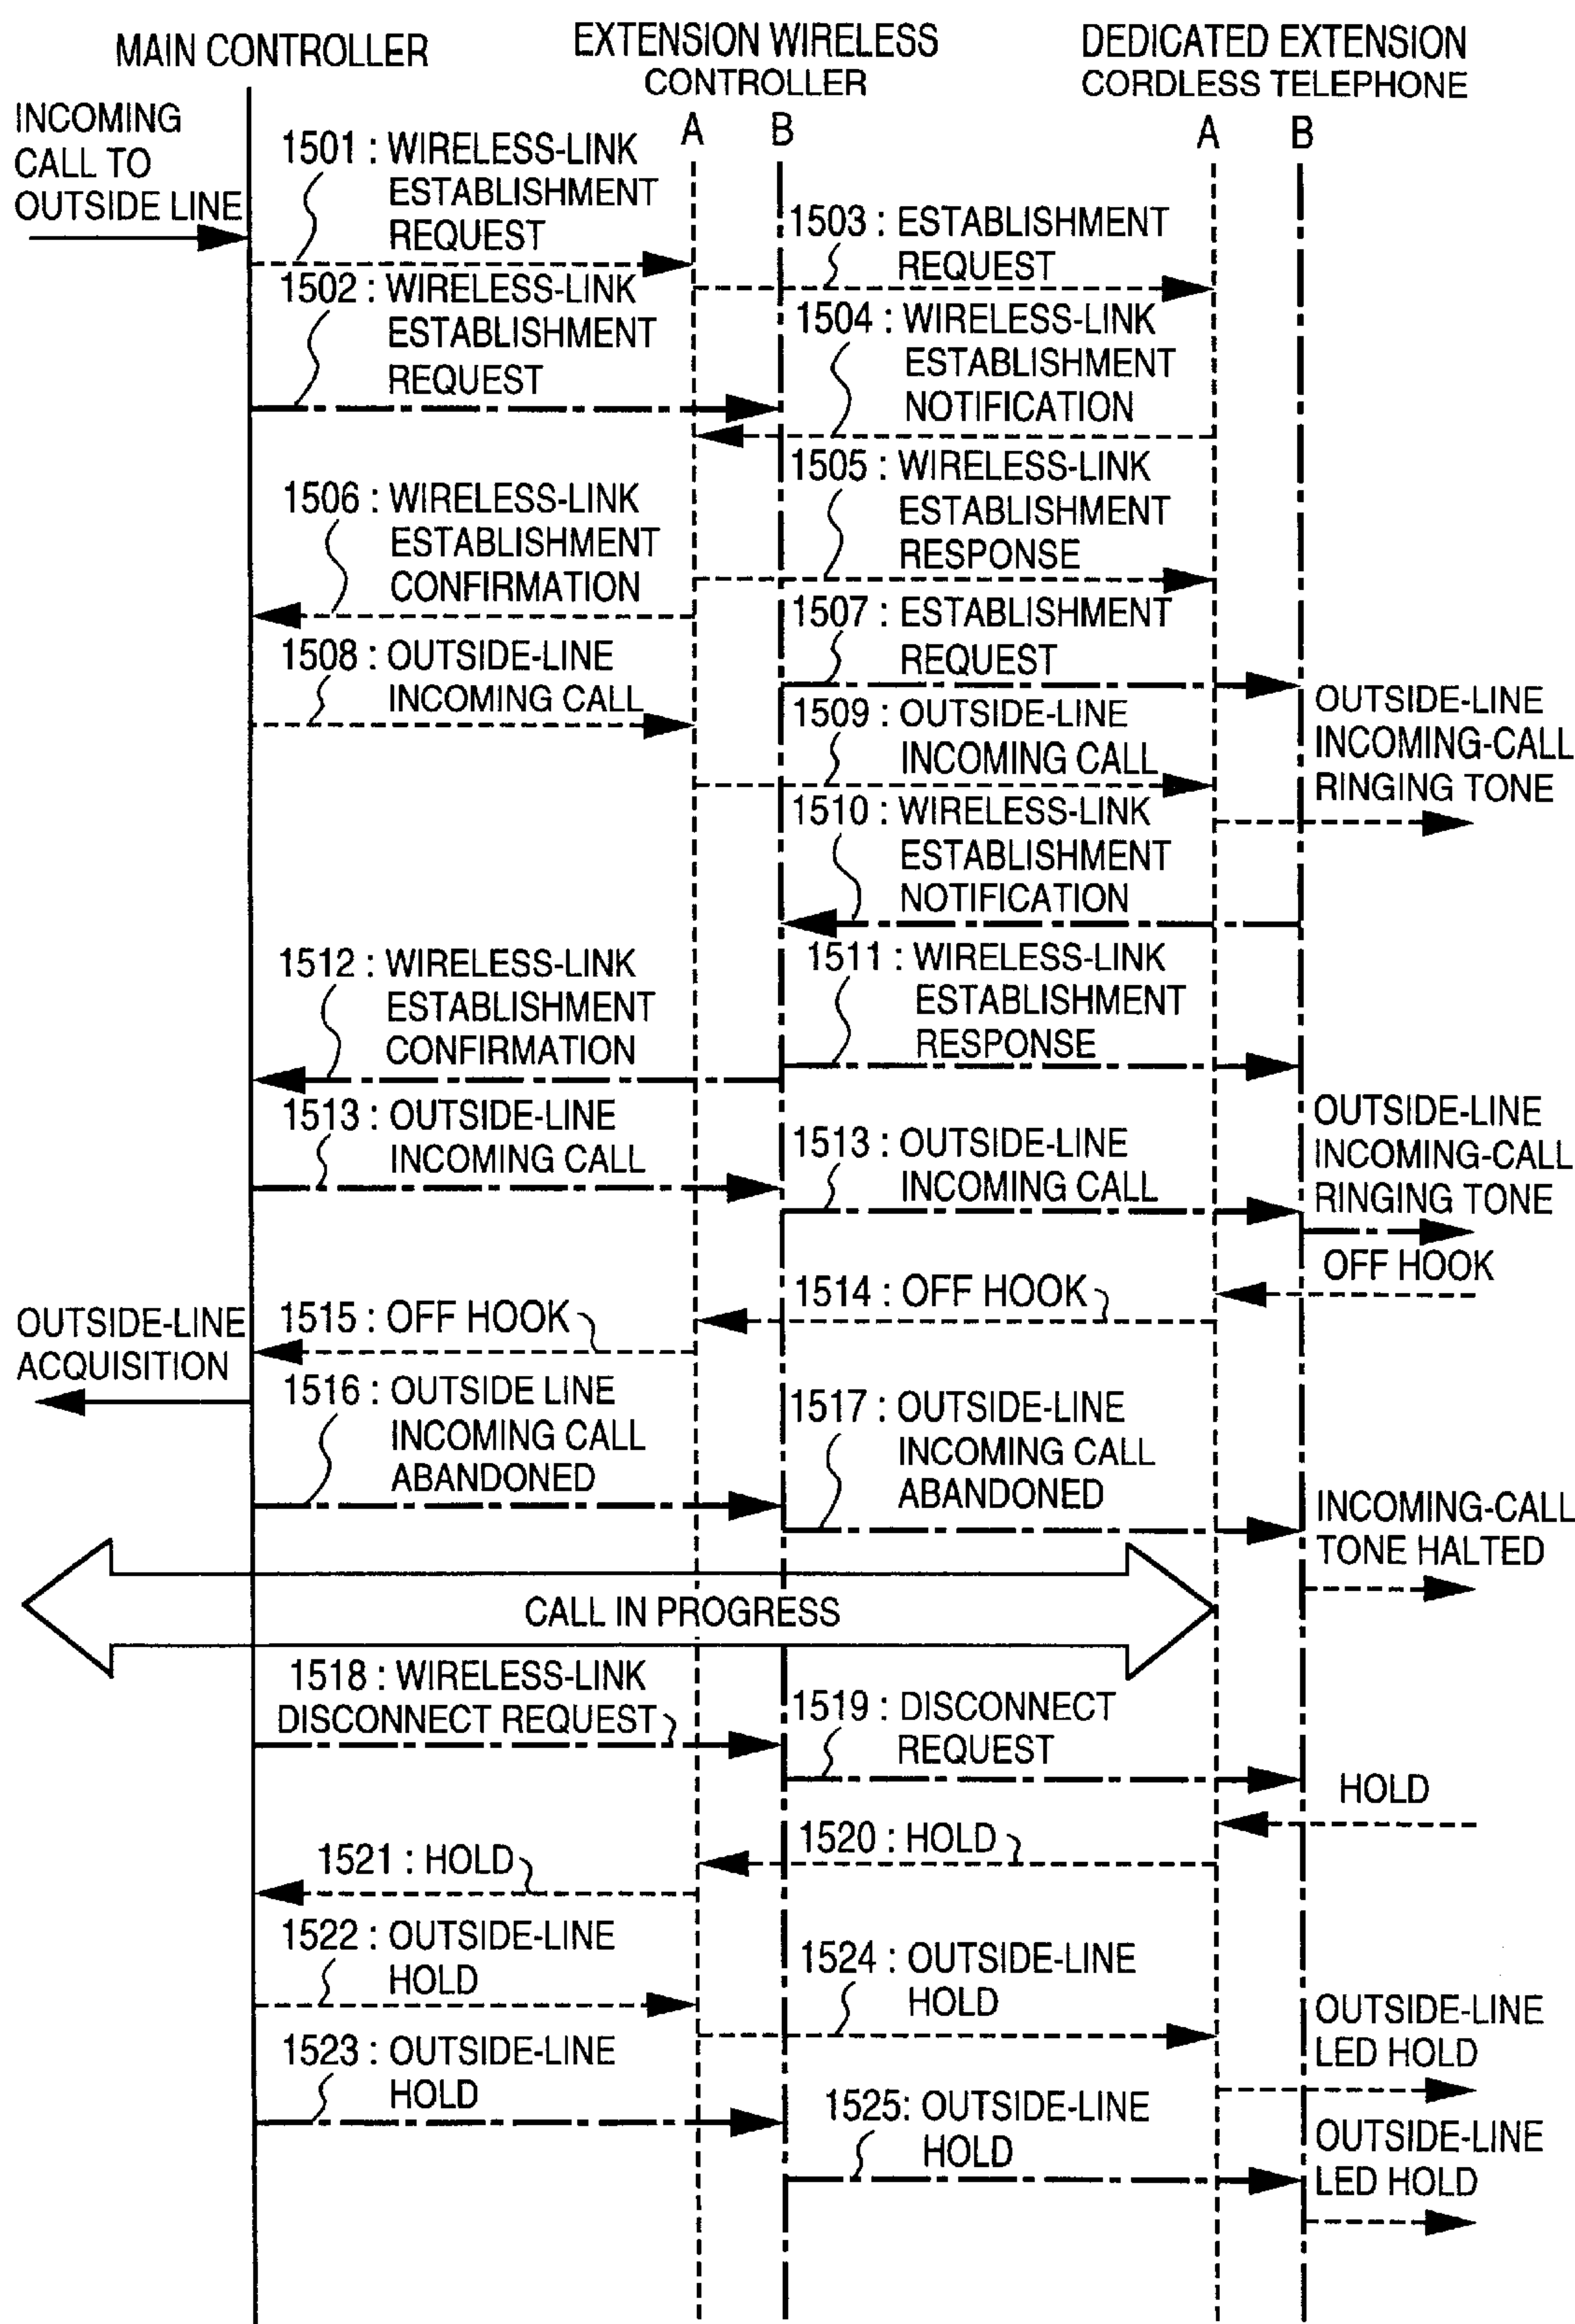 MAIN CONTROLLER
EXTENSION WIRELESS
CONTROLLER
DEDICATED EXTENSION
CORDLESS TELEPHONE
A
B
A
B
INCOMING
CALL TO
OUTSIDE LINE
1501 : WIRELESS-LINK
ESTABLISHMENT
REQUEST
1503 : ESTABLISHMENT
REQUEST
1502 : WIRELESS-LINK
ESTABLISHMENT
REQUEST
1504 : WIRELESS-LINK
ESTABLISHMENT
NOTIFICATION
1505 : WIRELESS-LINK
ESTABLISHMENT
RESPONSE
1506 : WIRELESS-LINK
ESTABLISHMENT
CONFIRMATION
1507 : ESTABLISHMENT
REQUEST
1508 : OUTSIDE-LINE
INCOMING CALL
1509 : OUTSIDE-LINE
INCOMING CALL
OUTSIDE-LINE
INCOMING-CALL
RINGING TONE
1510 : WIRELESS-LINK
ESTABLISHMENT
NOTIFICATION
1511 : WIRELESS-LINK
ESTABLISHMENT
RESPONSE
1512 : WIRELESS-LINK
ESTABLISHMENT
CONFIRMATION
1513 : OUTSIDE-LINE
INCOMING CALL
1513 : OUTSIDE-LINE
INCOMING CALL
OUTSIDE-LINE
INCOMING-CALL
RINGING TONE
OFF HOOK
1514 : OFF HOOK
1515 : OFF HOOK
OUTSIDE-LINE
ACQUISITION
1516 : OUTSIDE LINE
INCOMING CALL
ABANDONED
1517 : OUTSIDE-LINE
INCOMING CALL
ABANDONED
INCOMING-CALL
TONE HALTED
CALL IN PROGRESS
1518 : WIRELESS-LINK
DISCONNECT REQUEST
1519 : DISCONNECT
REQUEST
HOLD
1520 : HOLD
1521 : HOLD
1522 : OUTSIDE-LINE
HOLD
1524 : OUTSIDE-LINE
HOLD
OUTSIDE-LINE
LED HOLD
1523 : OUTSIDE-LINE
HOLD
1525: OUTSIDE-LINE
HOLD
OUTSIDE-LINE
LED HOLD